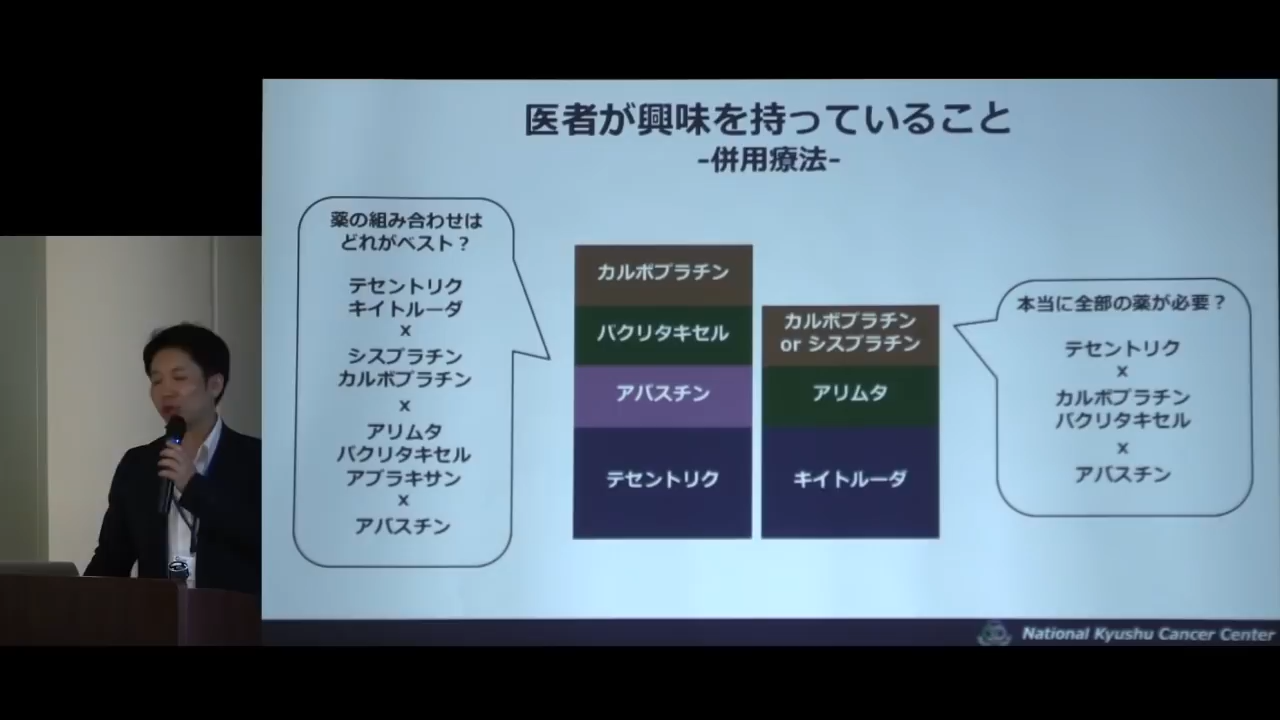 医者が興味を持っていること
-併用療法-
薬の組み合わせは
どれがベスト？
テセントリク
キイトルーダ
x
シスプラチン
カルボプラチン
x
アリムタ
パクリタキセル
アブラキサン
x
アバスチン
カルボプラチン
パクリタキセル
アバスチン
テセントリク
カルボプラチン
or シスプラチン
アリムタ
キイトルーダ
本当に全部の薬が必要？
テセントリク
x
カルボプラチン
パクリタキセル
x
アバスチン
National Kyushu Cancer Center